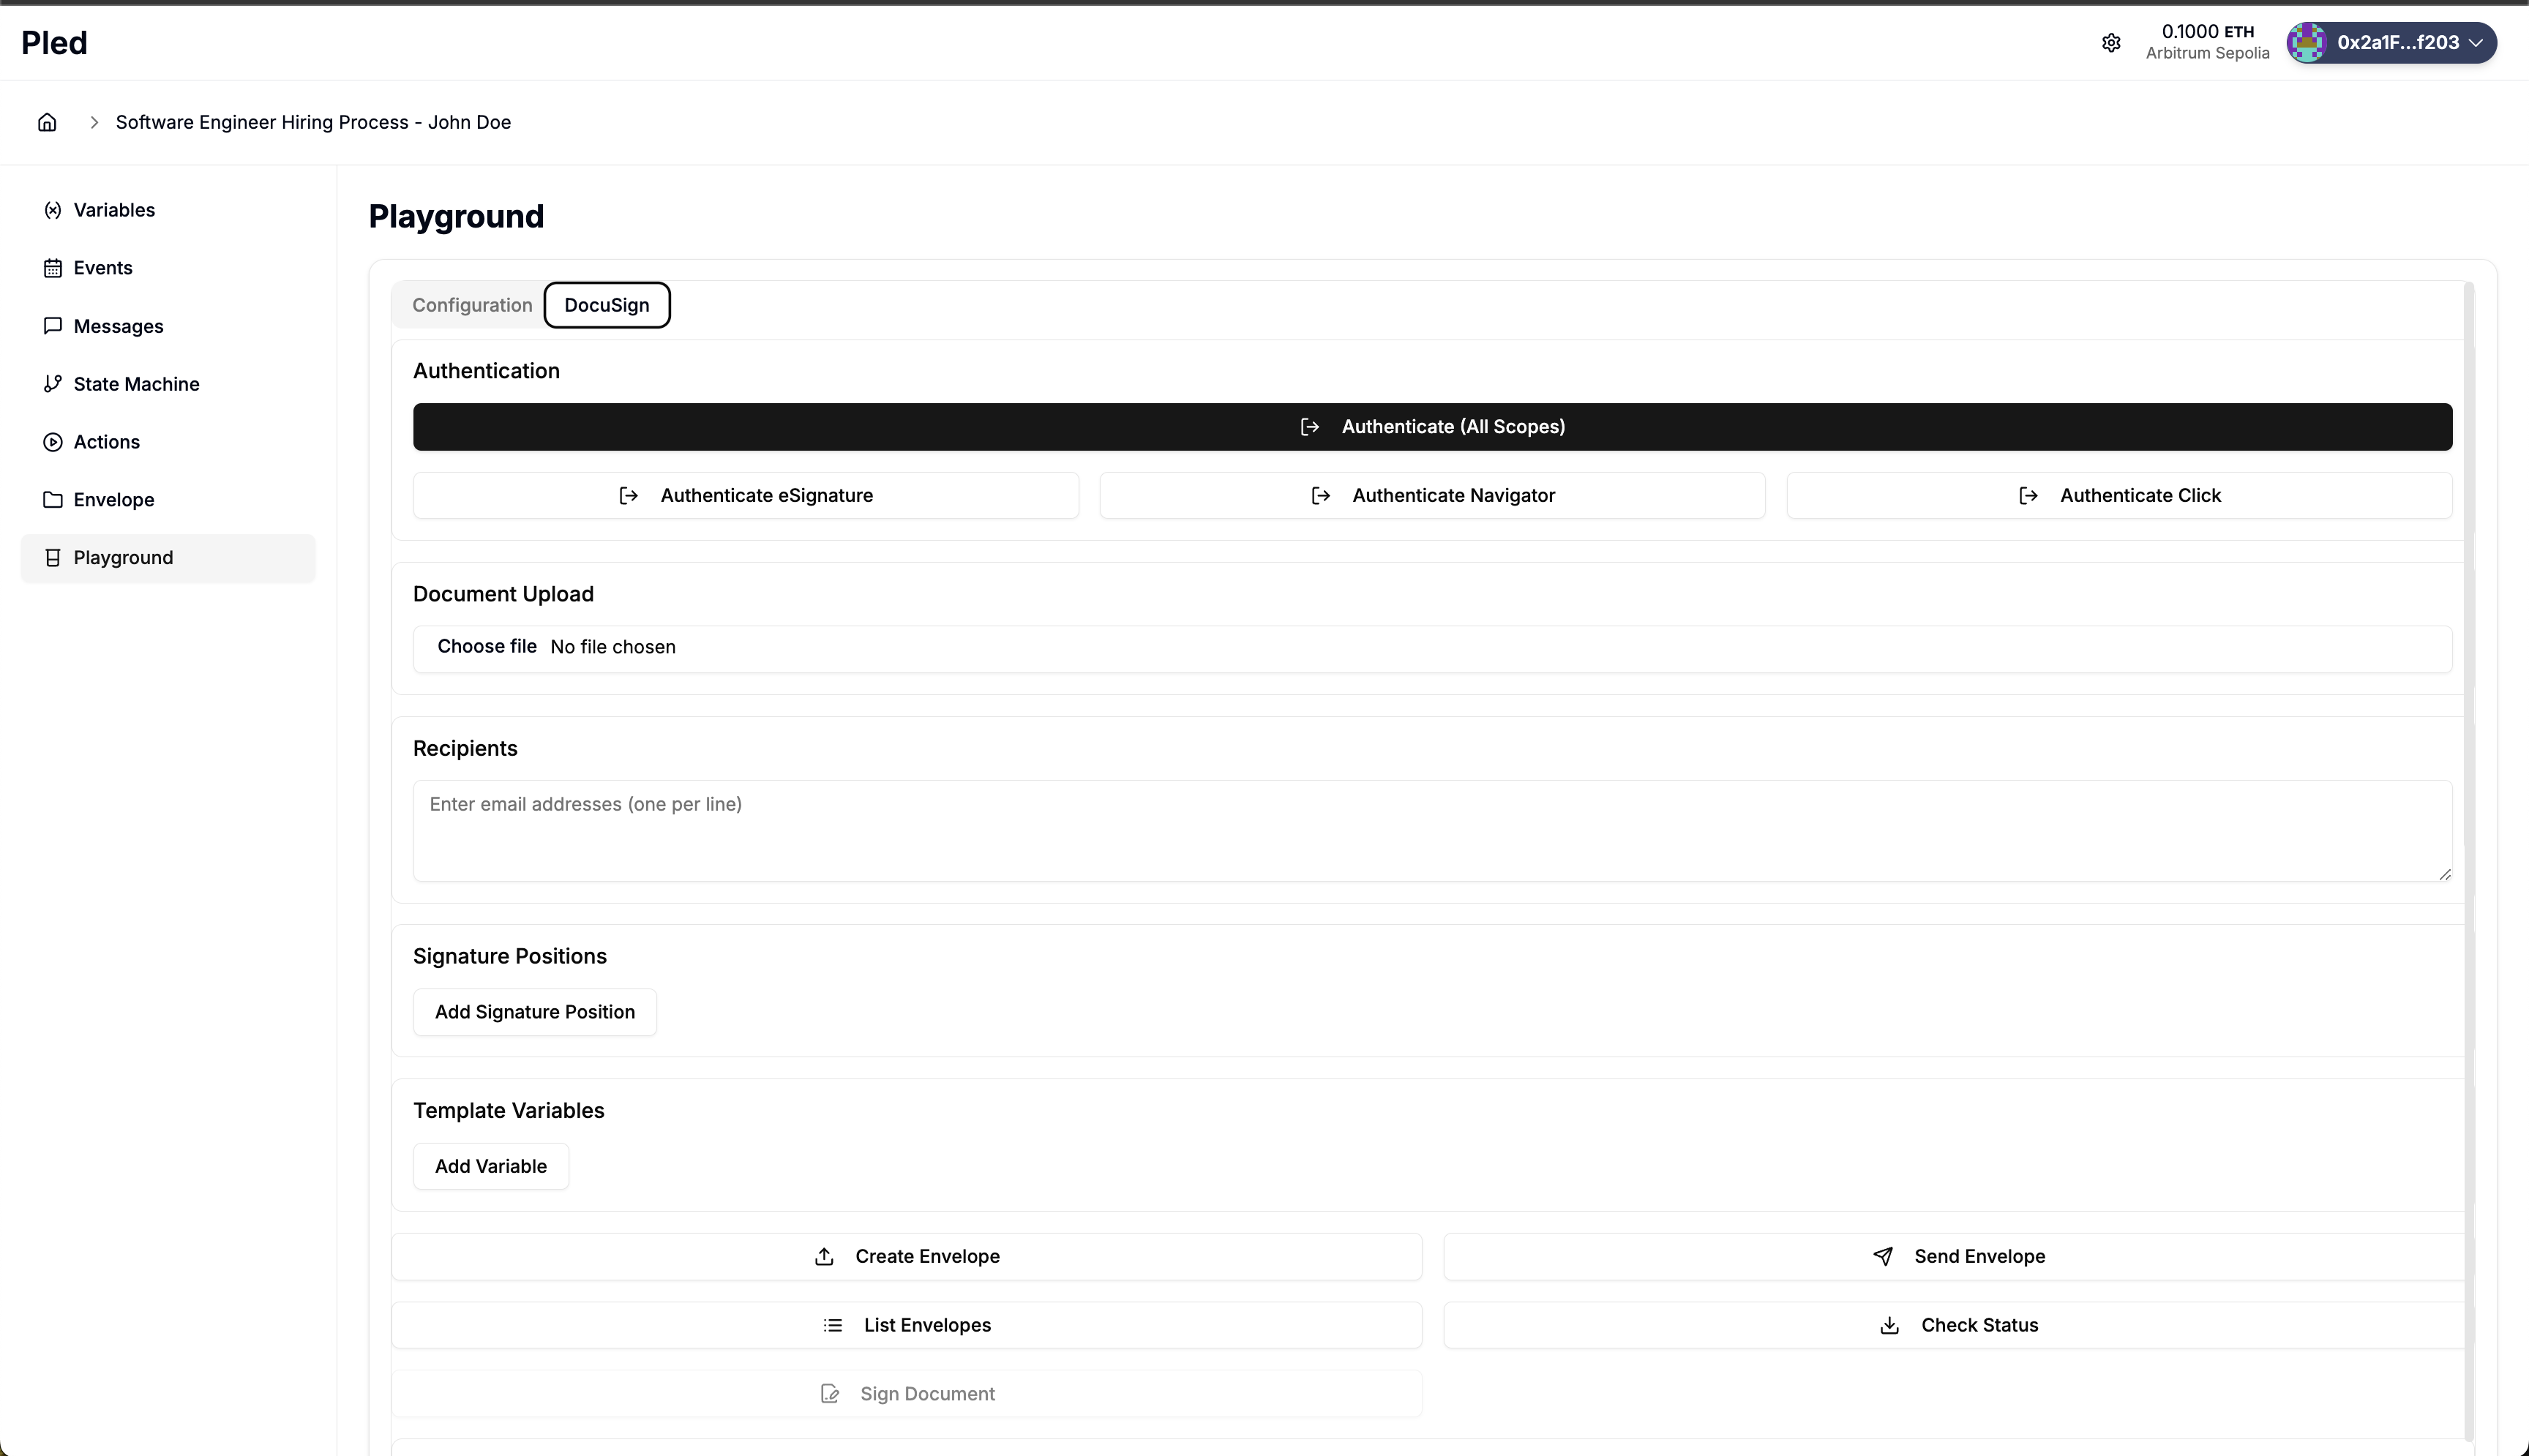 Pled
0.1000 ETH
Arbitrum Sepolia
0x2a1F...f203
Software Engineer Hiring Process - John Doe
Variables
Events
Messages
State Machine
Actions
Envelope
Playground
Playground
Configuration
DocuSign
Authentication
Authenticate (All Scopes)
Authenticate eSignature
Authenticate Navigator
Authenticate Click
Document Upload
Choose file No file chosen
Recipients
Enter email addresses (one per line)
Signature Positions
Add Signature Position
Template Variables
Add Variable
Create Envelope
Send Envelope
List Envelopes
Check Status
Sign Document